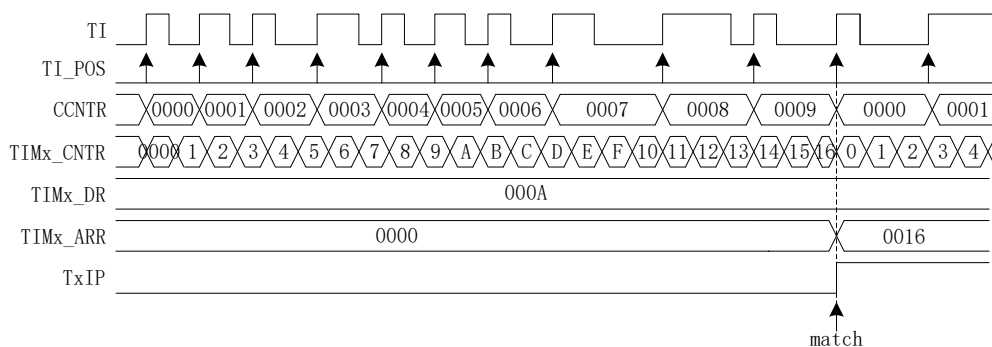 TI
TI_POS
CCNTR 0000 0001 0002 0003 0004 0005 0006 0007 0008 0009 0000 0001
TIMx_CNTR 0000 1 2 3 4 5 6 7 8 9 A B C D E F 10 11 12 13 14 15 16 0 1 2 3 4
TIMx_DR 000A
TIMx_ARR 0000 0016
TxIP
match